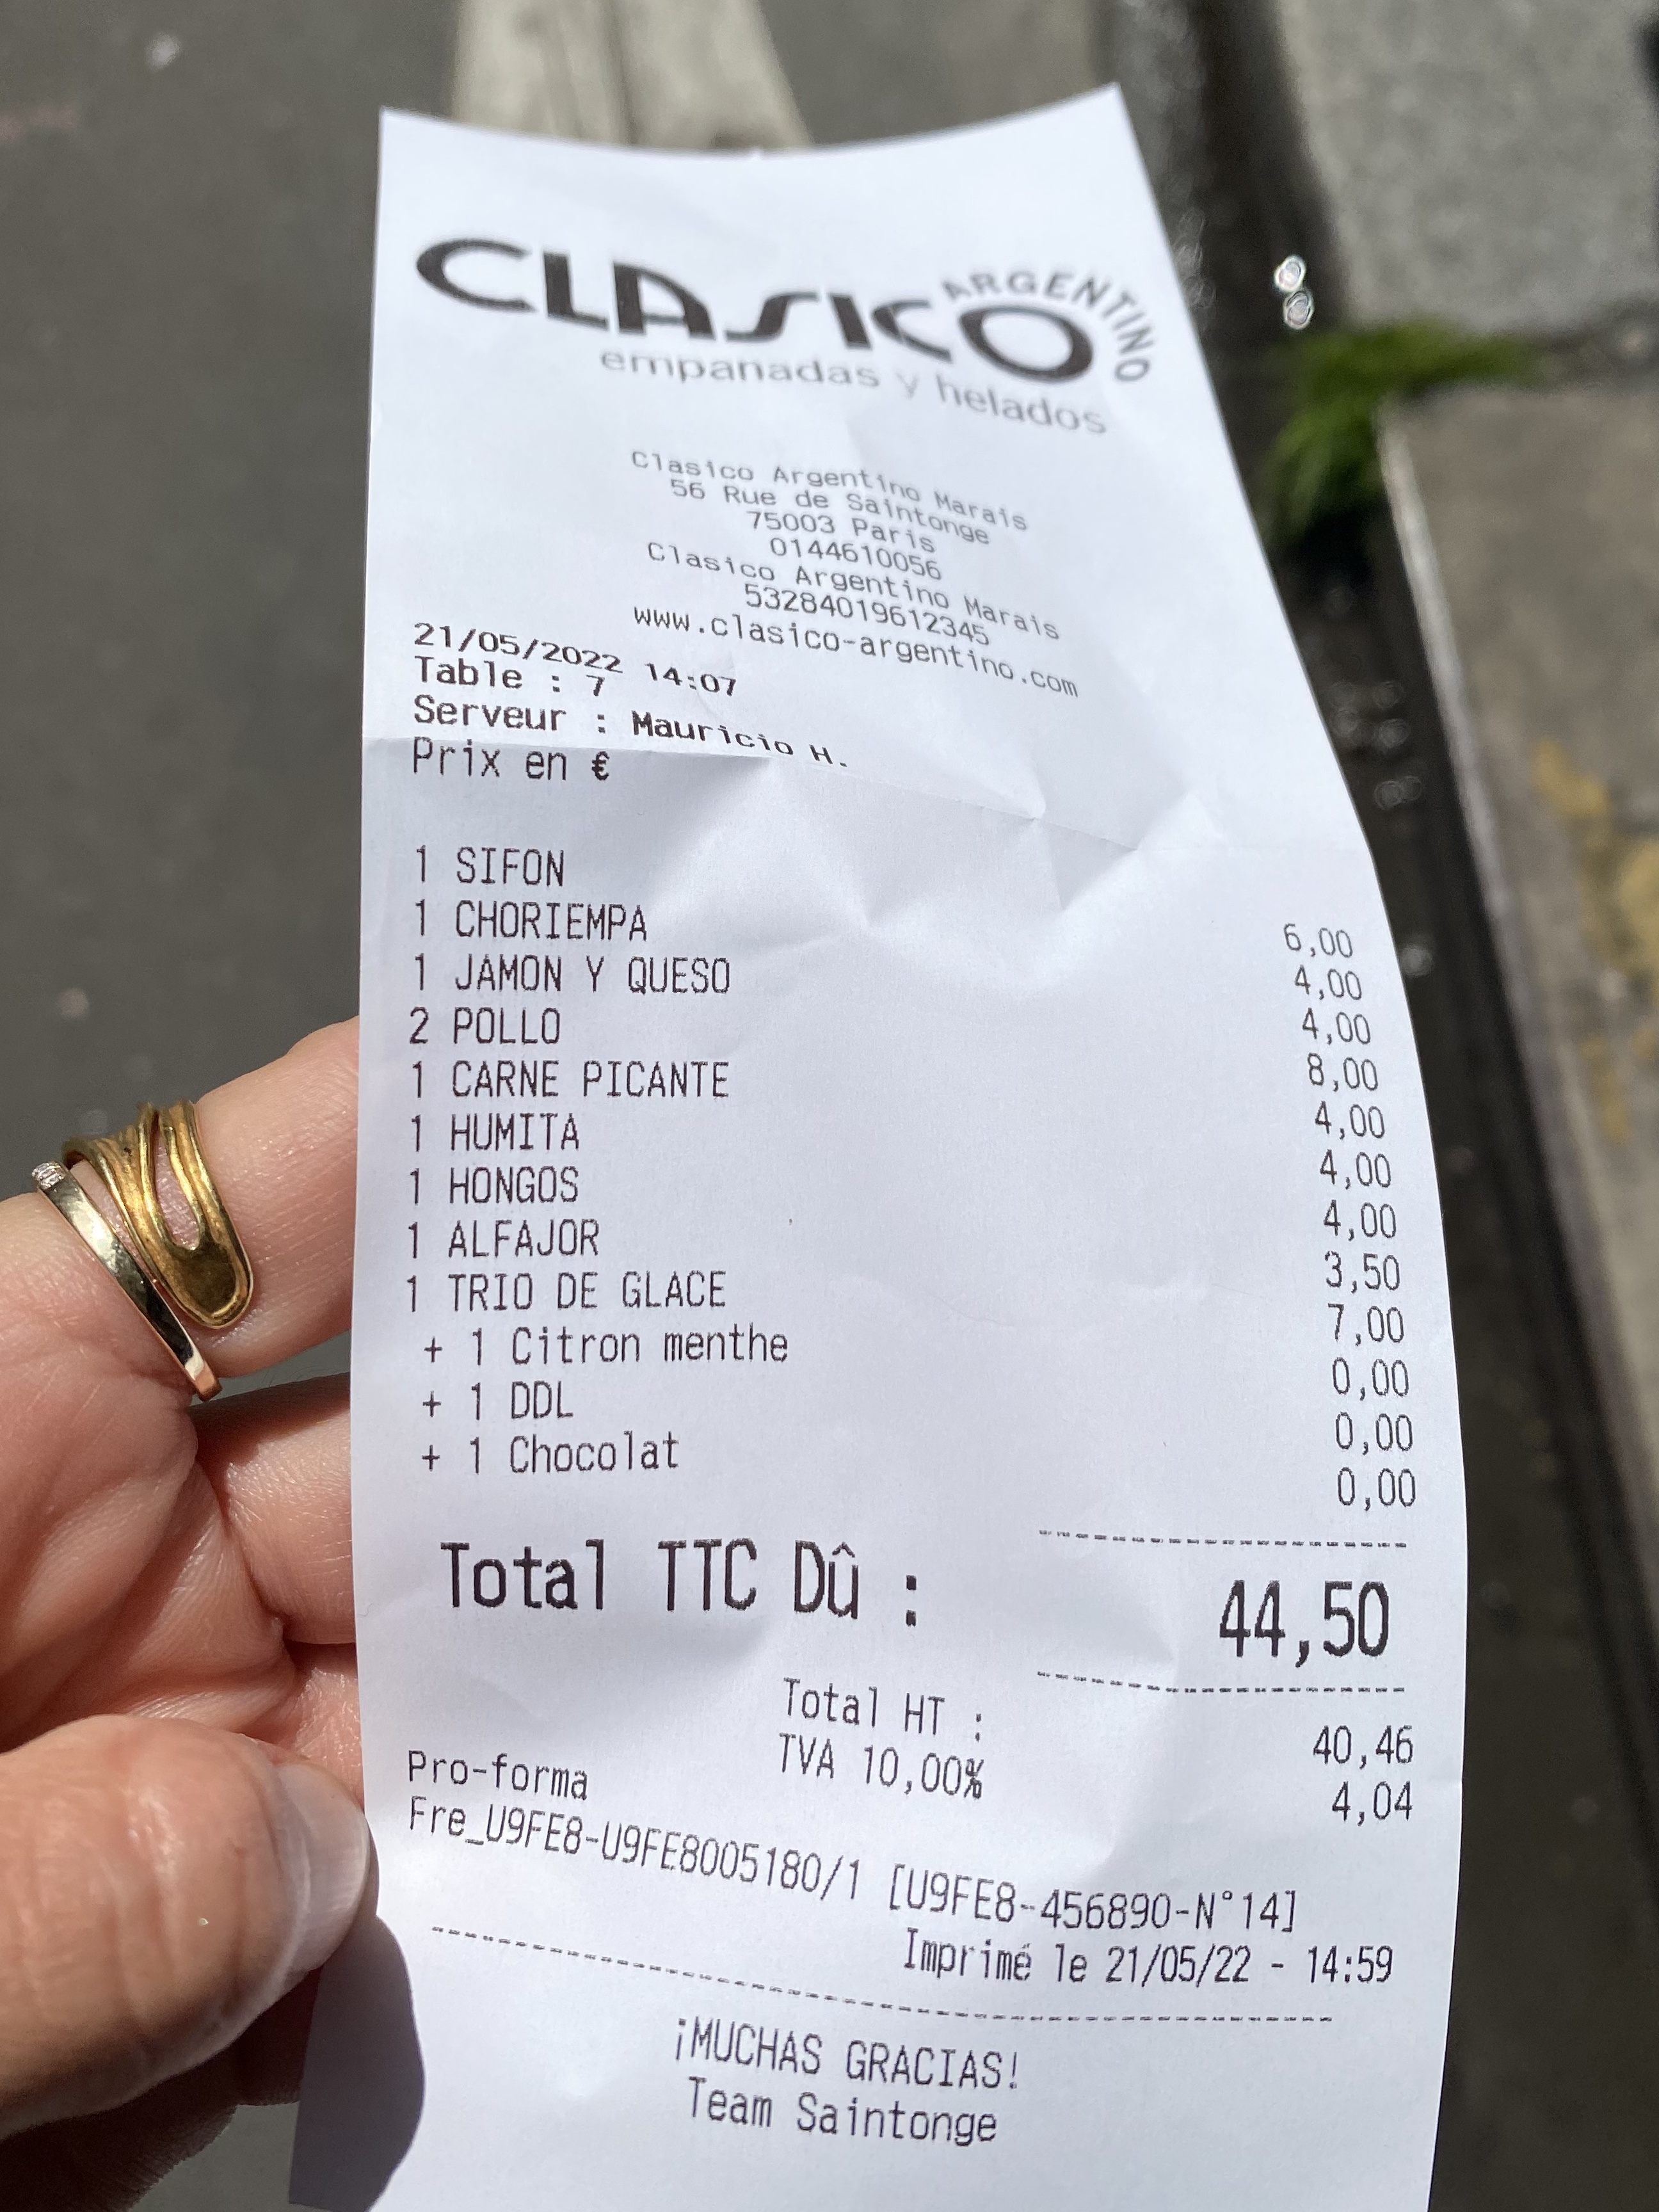 CLASICO ARGENTINO
empanadas y helados
Clasico Argentino Marais
56 Rue de Saintonge
75003 Paris
0144610056
Clasico Argentino Marais
53284019612345
www.clasico-argentino.com
21/05/2022 14:07
Table : 7
Serveur : Mauricio H.
Prix en €
1 SIFON 6,00
1 CHORIEMPA 4,00
1 JAMON Y QUESO 4,00
2 POLLO 8,00
1 CARNE PICANTE 4,00
1 HUMITA 4,00
1 HONGOS 4,00
1 ALFAJOR 3,50
1 TRIO DE GLACE 7,00
+ 1 Citron menthe 0,00
+ 1 DDL 0,00
+ 1 Chocolat 0,00
Total TTC Dû : 44,50
Total HT : 40,46
TVA 10,00% 4,04
Pro-forma
Fre_U9FE8-U9FE8005180/1 [U9FE8-456890-N°14]
Imprimé le 21/05/22 - 14:59
¡MUCHAS GRACIAS!
Team Saintonge